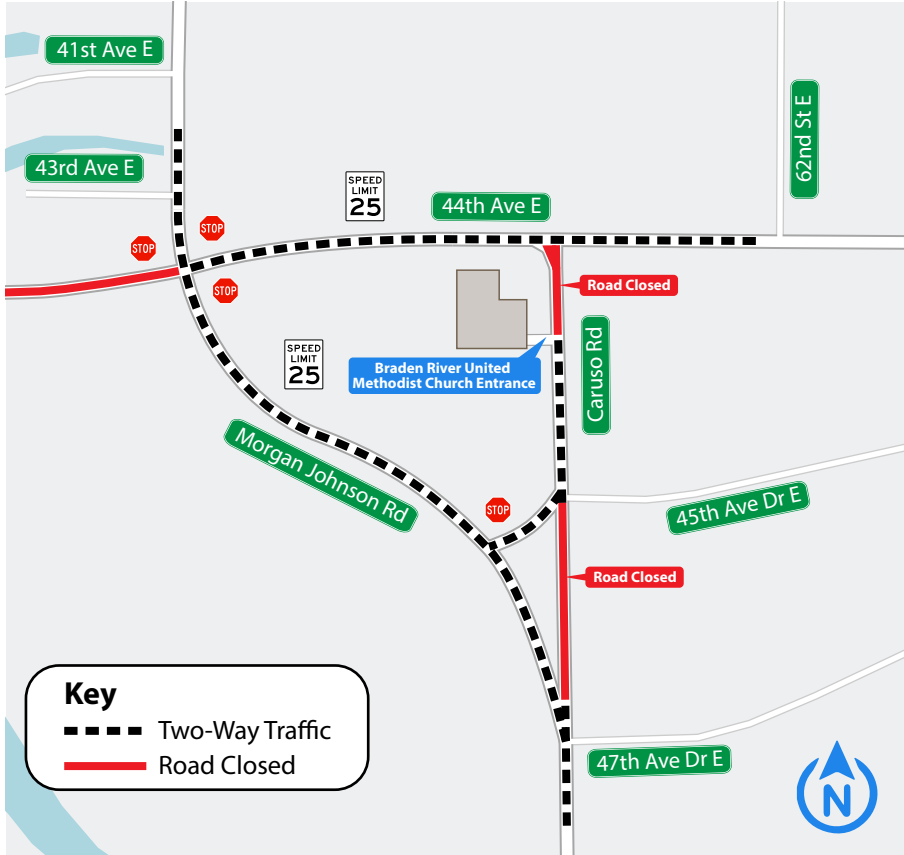 41st Ave E
62nd St E
43rd Ave E
SPEED
LIMIT
25
44th Ave E
STOP
STOP
STOP
Road Closed
SPEED
LIMIT
25
Braden River United
Methodist Church Entrance
Caruso Rd
Morgan Johnson Rd
STOP
45th Ave Dr E
Road Closed
Key
Two-Way Traffic
Road Closed
47th Ave Dr E
N